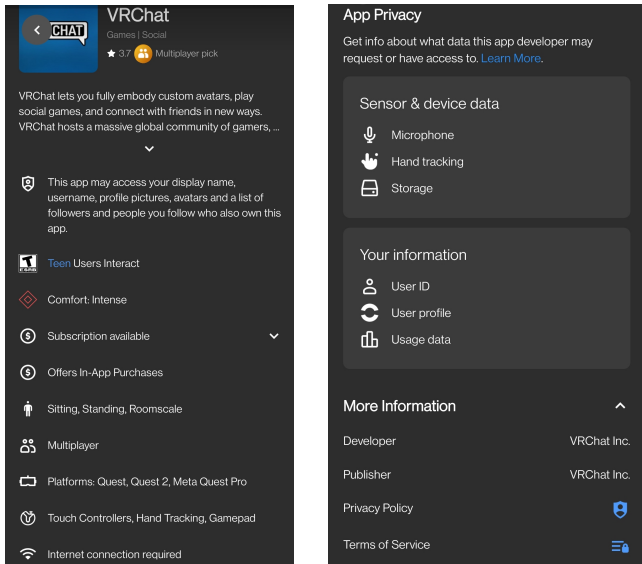 CHAT
VRChat
Games | Social
3.7 Multiplayer pick
VRChat lets you fully embody custom avatars, play
social games, and connect with friends in new ways.
VRChat hosts a massive global community of gamers, ...
This app may access your display name,
username, profile pictures, avatars and a list of
followers and people you follow who also own this
app.
T
ESRB
Teen Users Interact
Comfort: Intense
Subscription available
Offers In-App Purchases
Sitting, Standing, Roomscale
Multiplayer
Platforms: Quest, Quest 2, Meta Quest Pro
Touch Controllers, Hand Tracking, Gamepad
Internet connection required
App Privacy
Get info about what data this app developer may
request or have access to. Learn More.
Sensor & device data
Microphone
Hand tracking
Storage
Your information
User ID
User profile
Usage data
More Information
Developer VRChat Inc.
Publisher VRChat Inc.
Privacy Policy
Terms of Service